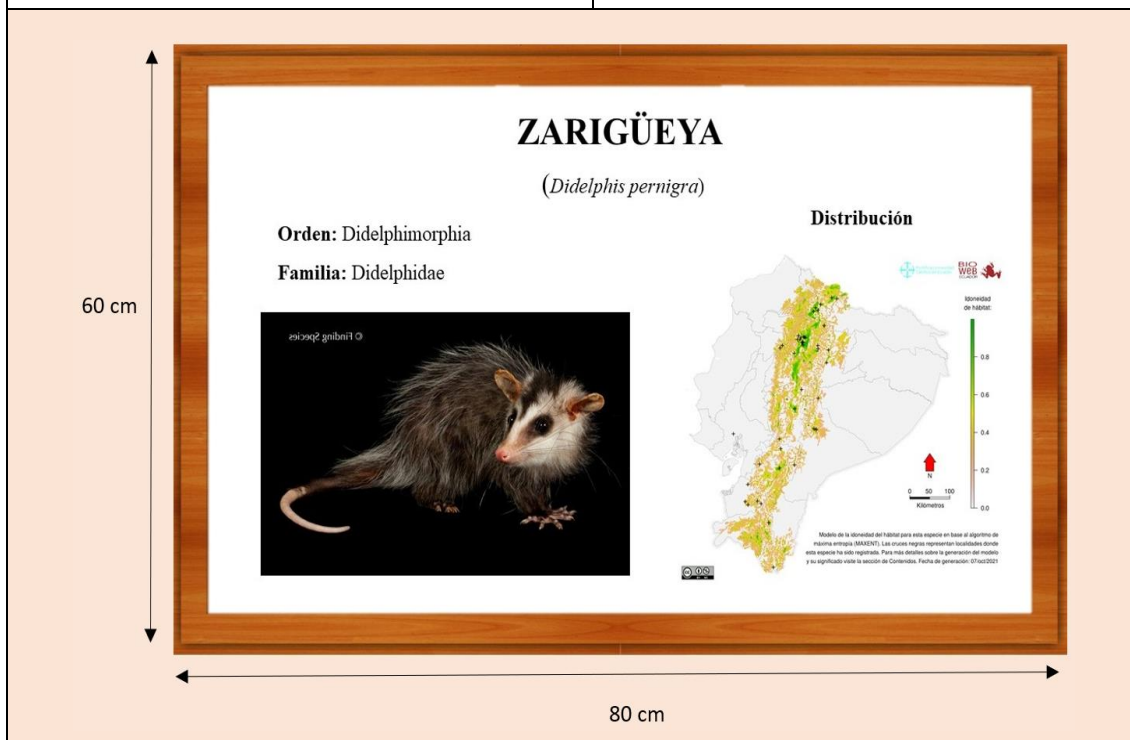 ZARIGÜEYA
(Didelphis pernigra)
Orden: Didelphimorphia
Familia: Didelphidae
© Finding Species
Distribución
BIO
WEB
ECUADOR
Idoneidad
de hábitat:
0.8
0.6
0.4
0.2
0.0
N
0 50 100
Kilómetros
Modelo de la idoneidad del hábitat para esta especie en base al algoritmo de
máxima entropía (MAXENT). Las cruces negras representan localidades donde
esta especie ha sido registrada. Para más detalles sobre la generación del modelo
y su significado visite la sección de Contenidos. Fecha de generación: 07/oct/2021
60 cm
80 cm